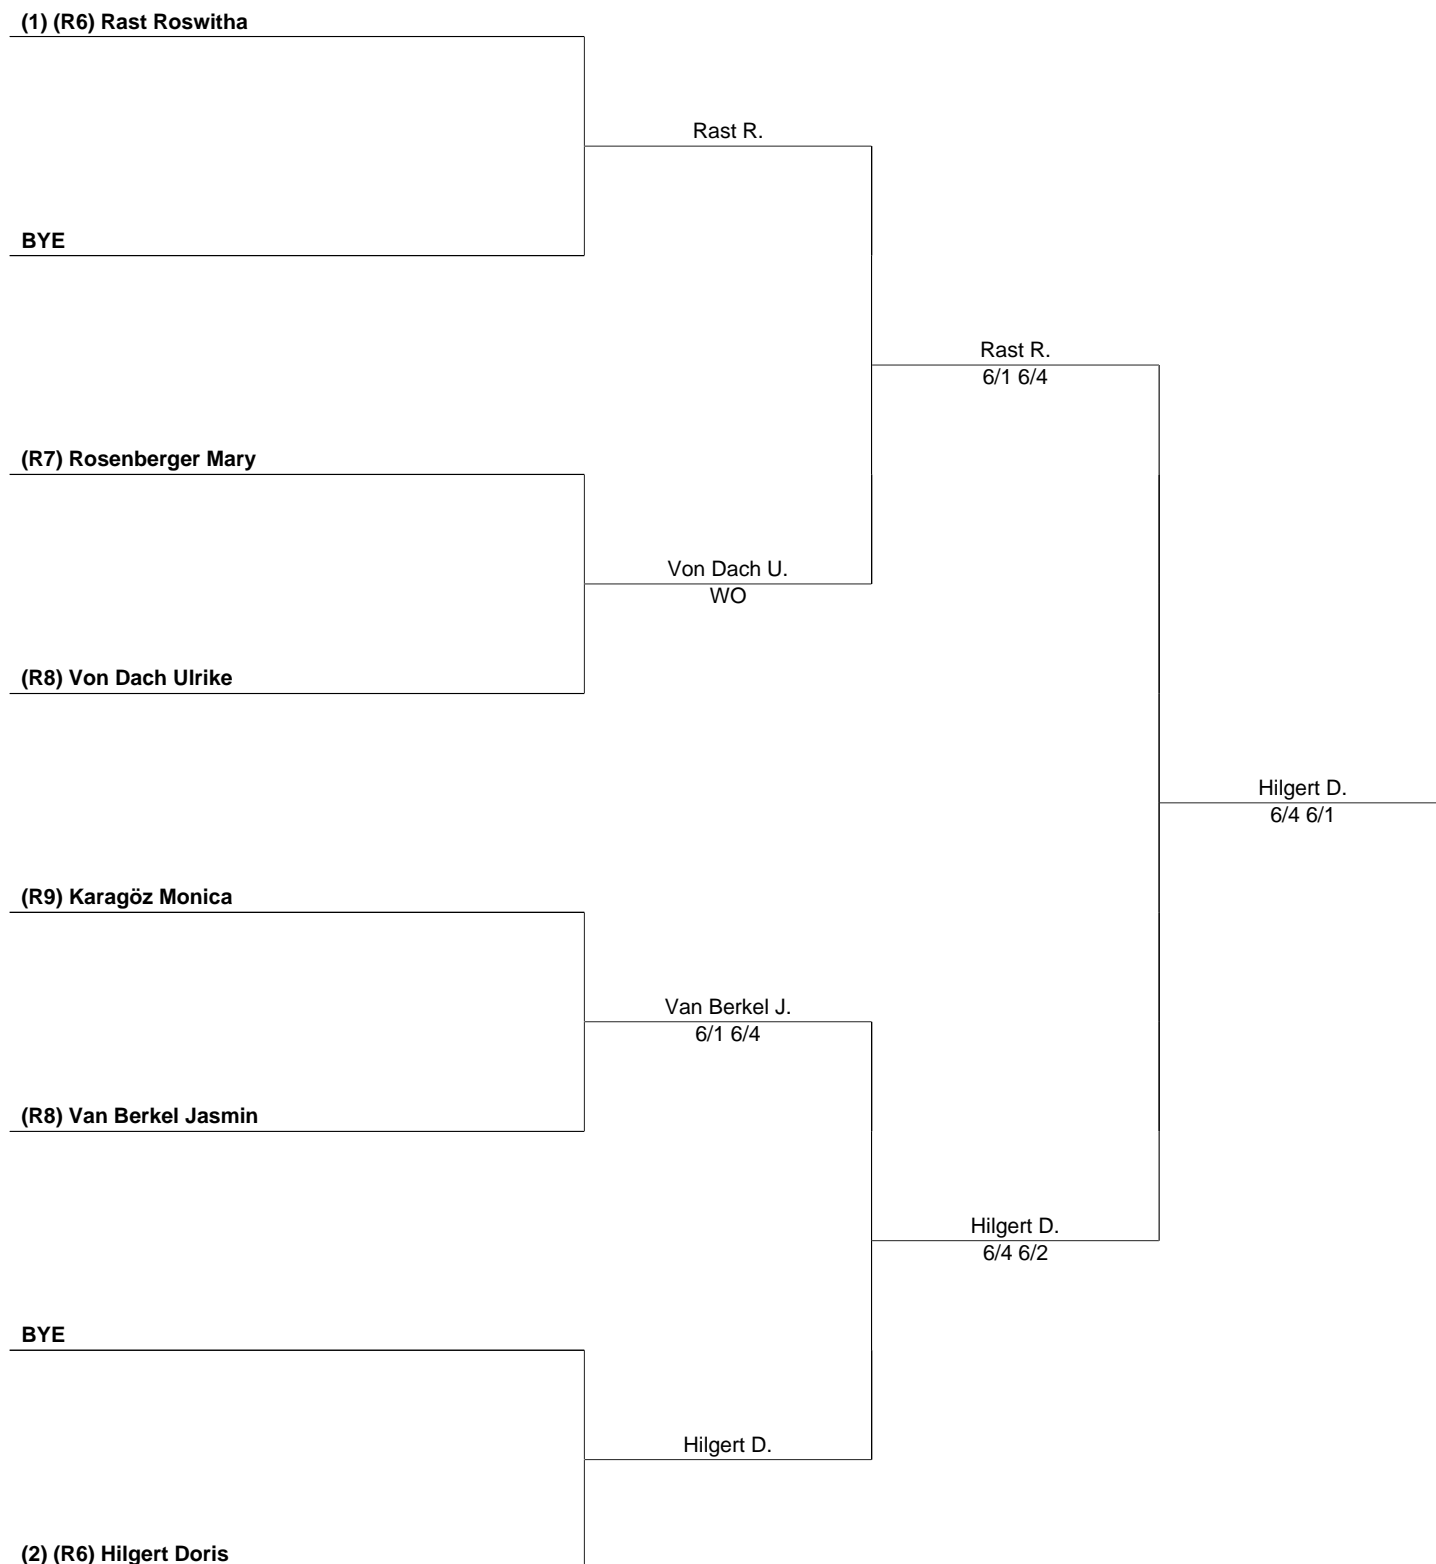 (1) (R6) Rast Roswitha
Rast R.
BYE
Rast R.
6/1 6/4
(R7) Rosenberger Mary
Von Dach U.
WO
(R8) Von Dach Ulrike
Hilgert D.
6/4 6/1
(R9) Karagöz Monica
Van Berkel J.
6/1 6/4
(R8) Van Berkel Jasmin
Hilgert D.
6/4 6/2
BYE
Hilgert D.
(2) (R6) Hilgert Doris